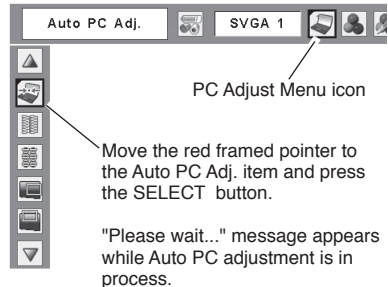 Auto PC Adj.
SVGA 1
PC Adjust Menu icon
Move the red framed pointer to
the Auto PC Adj. item and press
the SELECT button.
"Please wait..." message appears
while Auto PC adjustment is in
process.